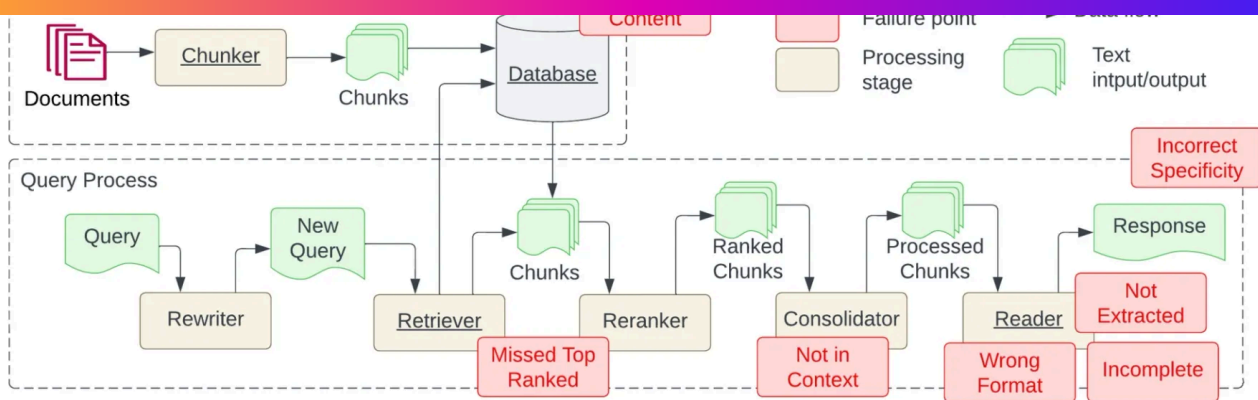 Content
Failure point
Data flow
Documents
Chunker
Chunks
Database
Processing
stage
Text
intput/output
Incorrect
Specificity
Query Process
Query
New
Query
Chunks
Ranked
Chunks
Processed
Chunks
Response
Rewriter
Retriever
Reranker
Consolidator
Reader
Not
Extracted
Missed Top
Ranked
Not in
Context
Wrong
Format
Incomplete